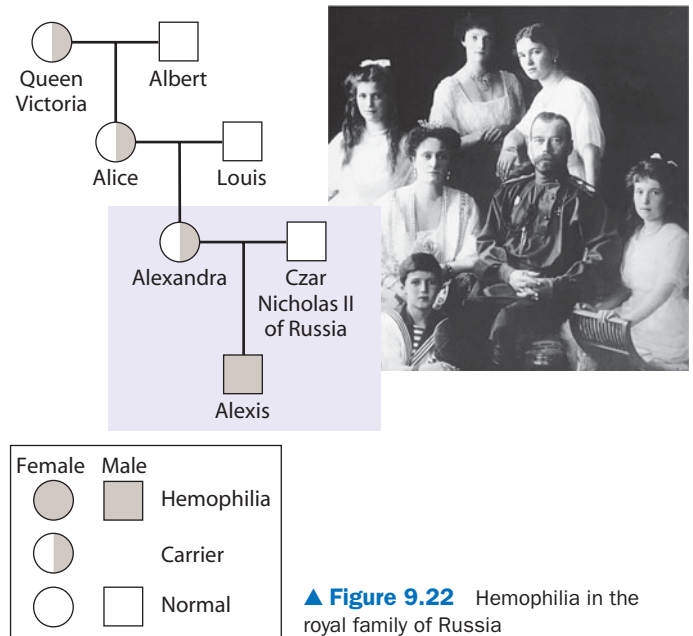 Queen
Victoria
Albert
Alice
Louis
Alexandra
Czar
Nicholas II
of Russia
Alexis
Female Male
Hemophilia
Carrier
Normal
▲ Figure 9.22 Hemophilia in the
royal family of Russia